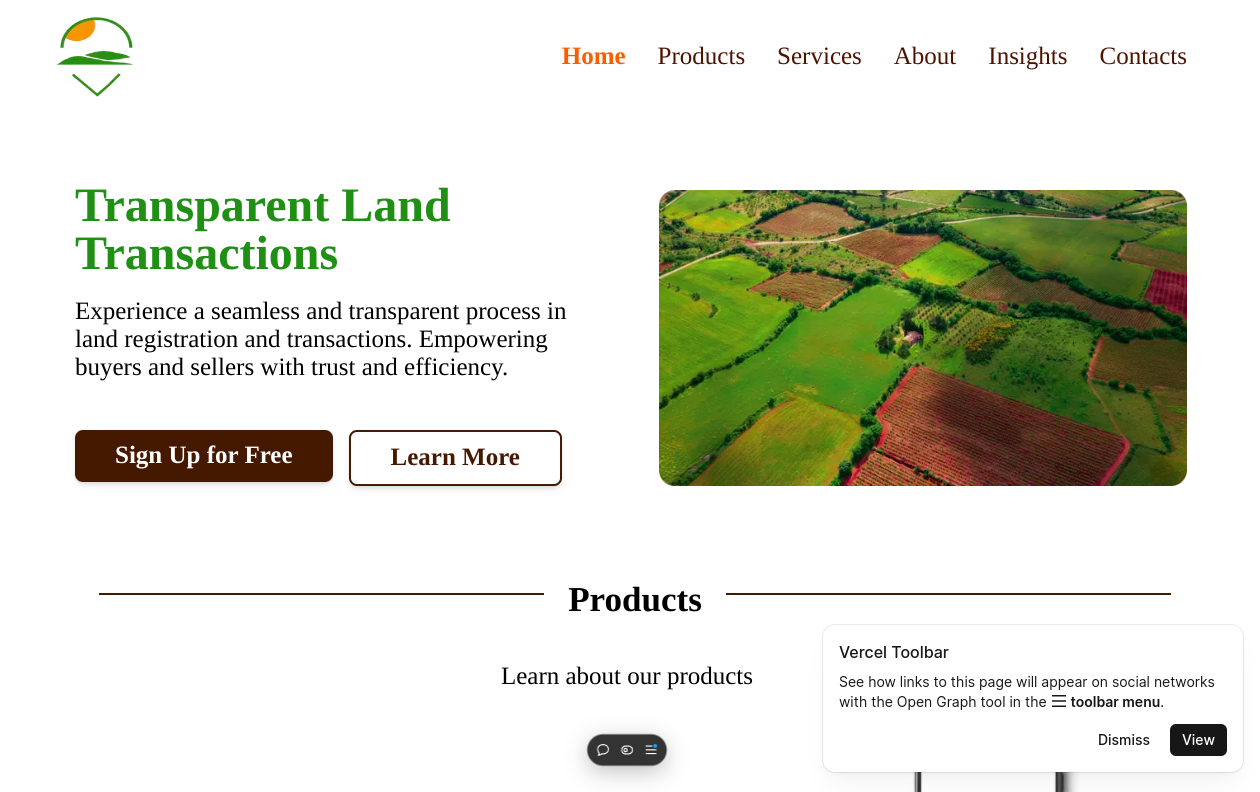 Home Products Services About Insights Contacts
Transparent Land
Transactions
Experience a seamless and transparent process in
land registration and transactions. Empowering
buyers and sellers with trust and efficiency.
Sign Up for Free Learn More
Products
Learn about our products
Vercel Toolbar
See how links to this page will appear on social networks
with the Open Graph tool in the toolbar menu.
Dismiss View